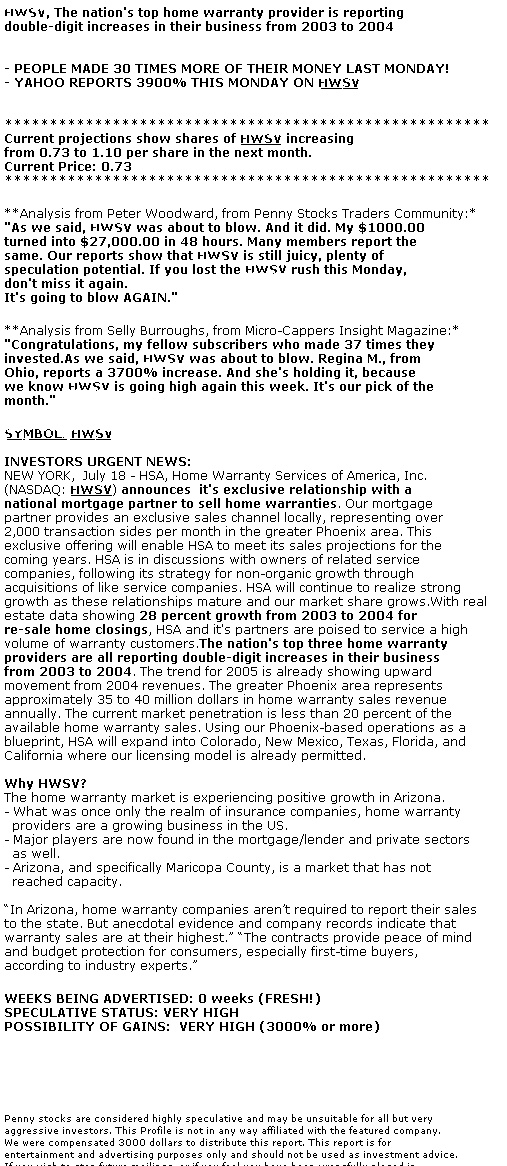 HWSV, The nation's top home warranty provider is reporting
double-digit increases in their business from 2003 to 2004
- PEOPLE MADE 30 TIMES MORE OF THEIR MONEY LAST MONDAY!
- YAHOO REPORTS 3900% THIS MONDAY ON HWSV
******************************************************
Current projections show shares of HWSV increasing
from 0.73 to 1.10 per share in the next month.
Current Price: 0.73
******************************************************
**Analysis from Peter Woodward, from Penny Stocks Traders Community:*
"As we said, HWSV was about to blow. And it did. My $1000.00
turned into $27,000.00 in 48 hours. Many members report the
same. Our reports show that HWSV is still juicy, plenty of
speculation potential. If you lost the HWSV rush this Monday,
don't miss it again.
It's going to blow AGAIN."
**Analysis from Selly Burroughs, from Micro-Cappers Insight Magazine:*
"Congratulations, my fellow subscribers who made 37 times they
invested.As we said, HWSV was about to blow. Regina M., from
Ohio, reports a 3700% increase. And she's holding it, because
we know HWSV is going high again this week. It's our pick of the
month."
SYMBOL: HWSV
INVESTORS URGENT NEWS:
NEW YORK, July 18 - HSA, Home Warranty Services of America, Inc.
(NASDAQ: HWSV) announces it's exclusive relationship with a
national mortgage partner to sell home warranties. Our mortgage
partner provides an exclusive sales channel locally, representing over
2,000 transaction sides per month in the greater Phoenix area. This
exclusive offering will enable HSA to meet its sales projections for the
coming years. HSA is in discussions with owners of related service
companies, following its strategy for non-organic growth through
acquisitions of like service companies. HSA will continue to realize strong
growth as these relationships mature and our market share grows.With real
estate data showing 28 percent growth from 2003 to 2004 for
re-sale home closings, HSA and it's partners are poised to service a high
volume of warranty customers.The nation's top three home warranty
providers are all reporting double-digit increases in their business
from 2003 to 2004. The trend for 2005 is already showing upward
movement from 2004 revenues. The greater Phoenix area represents
approximately 35 to 40 million dollars in home warranty sales revenue
annually. The current market penetration is less than 20 percent of the
available home warranty sales. Using our Phoenix-based operations as a
blueprint, HSA will expand into Colorado, New Mexico, Texas, Florida, and
California where our licensing model is already permitted.
Why HWSV?
The home warranty market is experiencing positive growth in Arizona.
- What was once only the realm of insurance companies, home warranty
providers are a growing business in the US.
- Major players are now found in the mortgage/lender and private sectors
as well.
- Arizona, and specifically Maricopa County, is a market that has not
reached capacity.
“In Arizona, home warranty companies aren’t required to report their sales
to the state. But anecdotal evidence and company records indicate that
warranty sales are at their highest.” “The contracts provide peace of mind
and budget protection for consumers, especially first-time buyers,
according to industry experts.”
WEEKS BEING ADVERTISED: 0 weeks (FRESH!)
SPECULATIVE STATUS: VERY HIGH
POSSIBILITY OF GAINS: VERY HIGH (3000% or more)
Penny stocks are considered highly speculative and may be unsuitable for all but very
aggressive investors. This Profile is not in any way affiliated with the featured company.
We were compensated 3000 dollars to distribute this report. This report is for
entertainment and advertising purposes only and should not be used as investment advice.